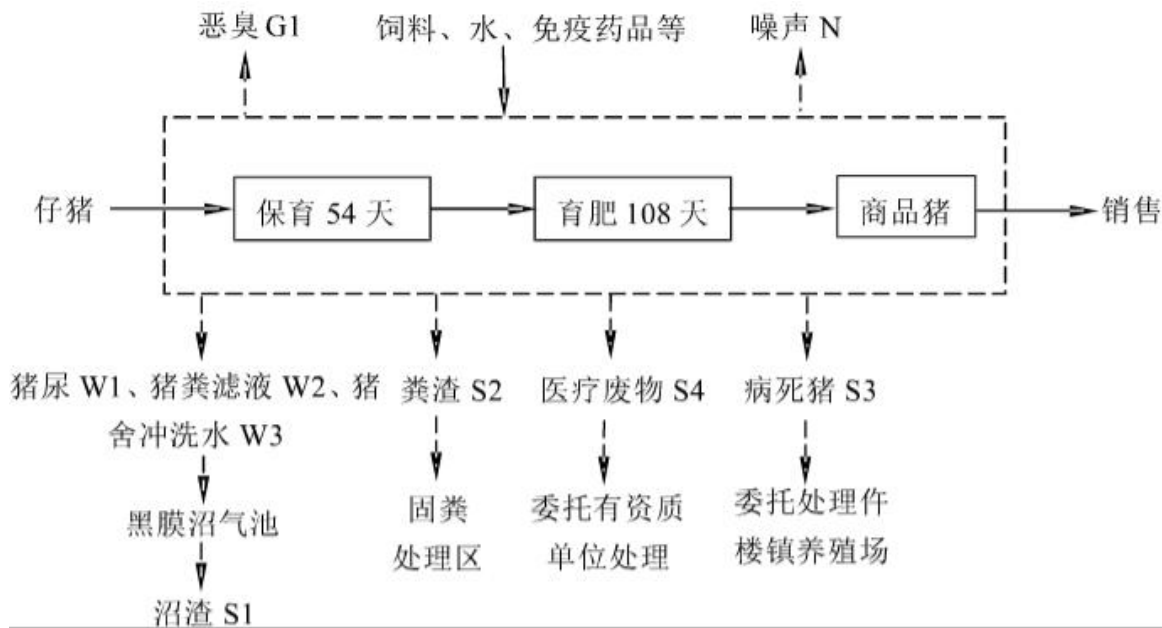 恶臭 G1
饲料、水、免疫药品等
噪声 N
仔猪
保育 54 天
育肥 108 天
商品猪
销售
猪尿 W1、猪粪滤液 W2、猪
舍冲洗水 W3
粪渣 S2
医疗废物 S4
病死猪 S3
黑膜沼气池
固粪
处理区
委托有资质
单位处理
委托处理仵
楼镇养殖场
沼渣 S1